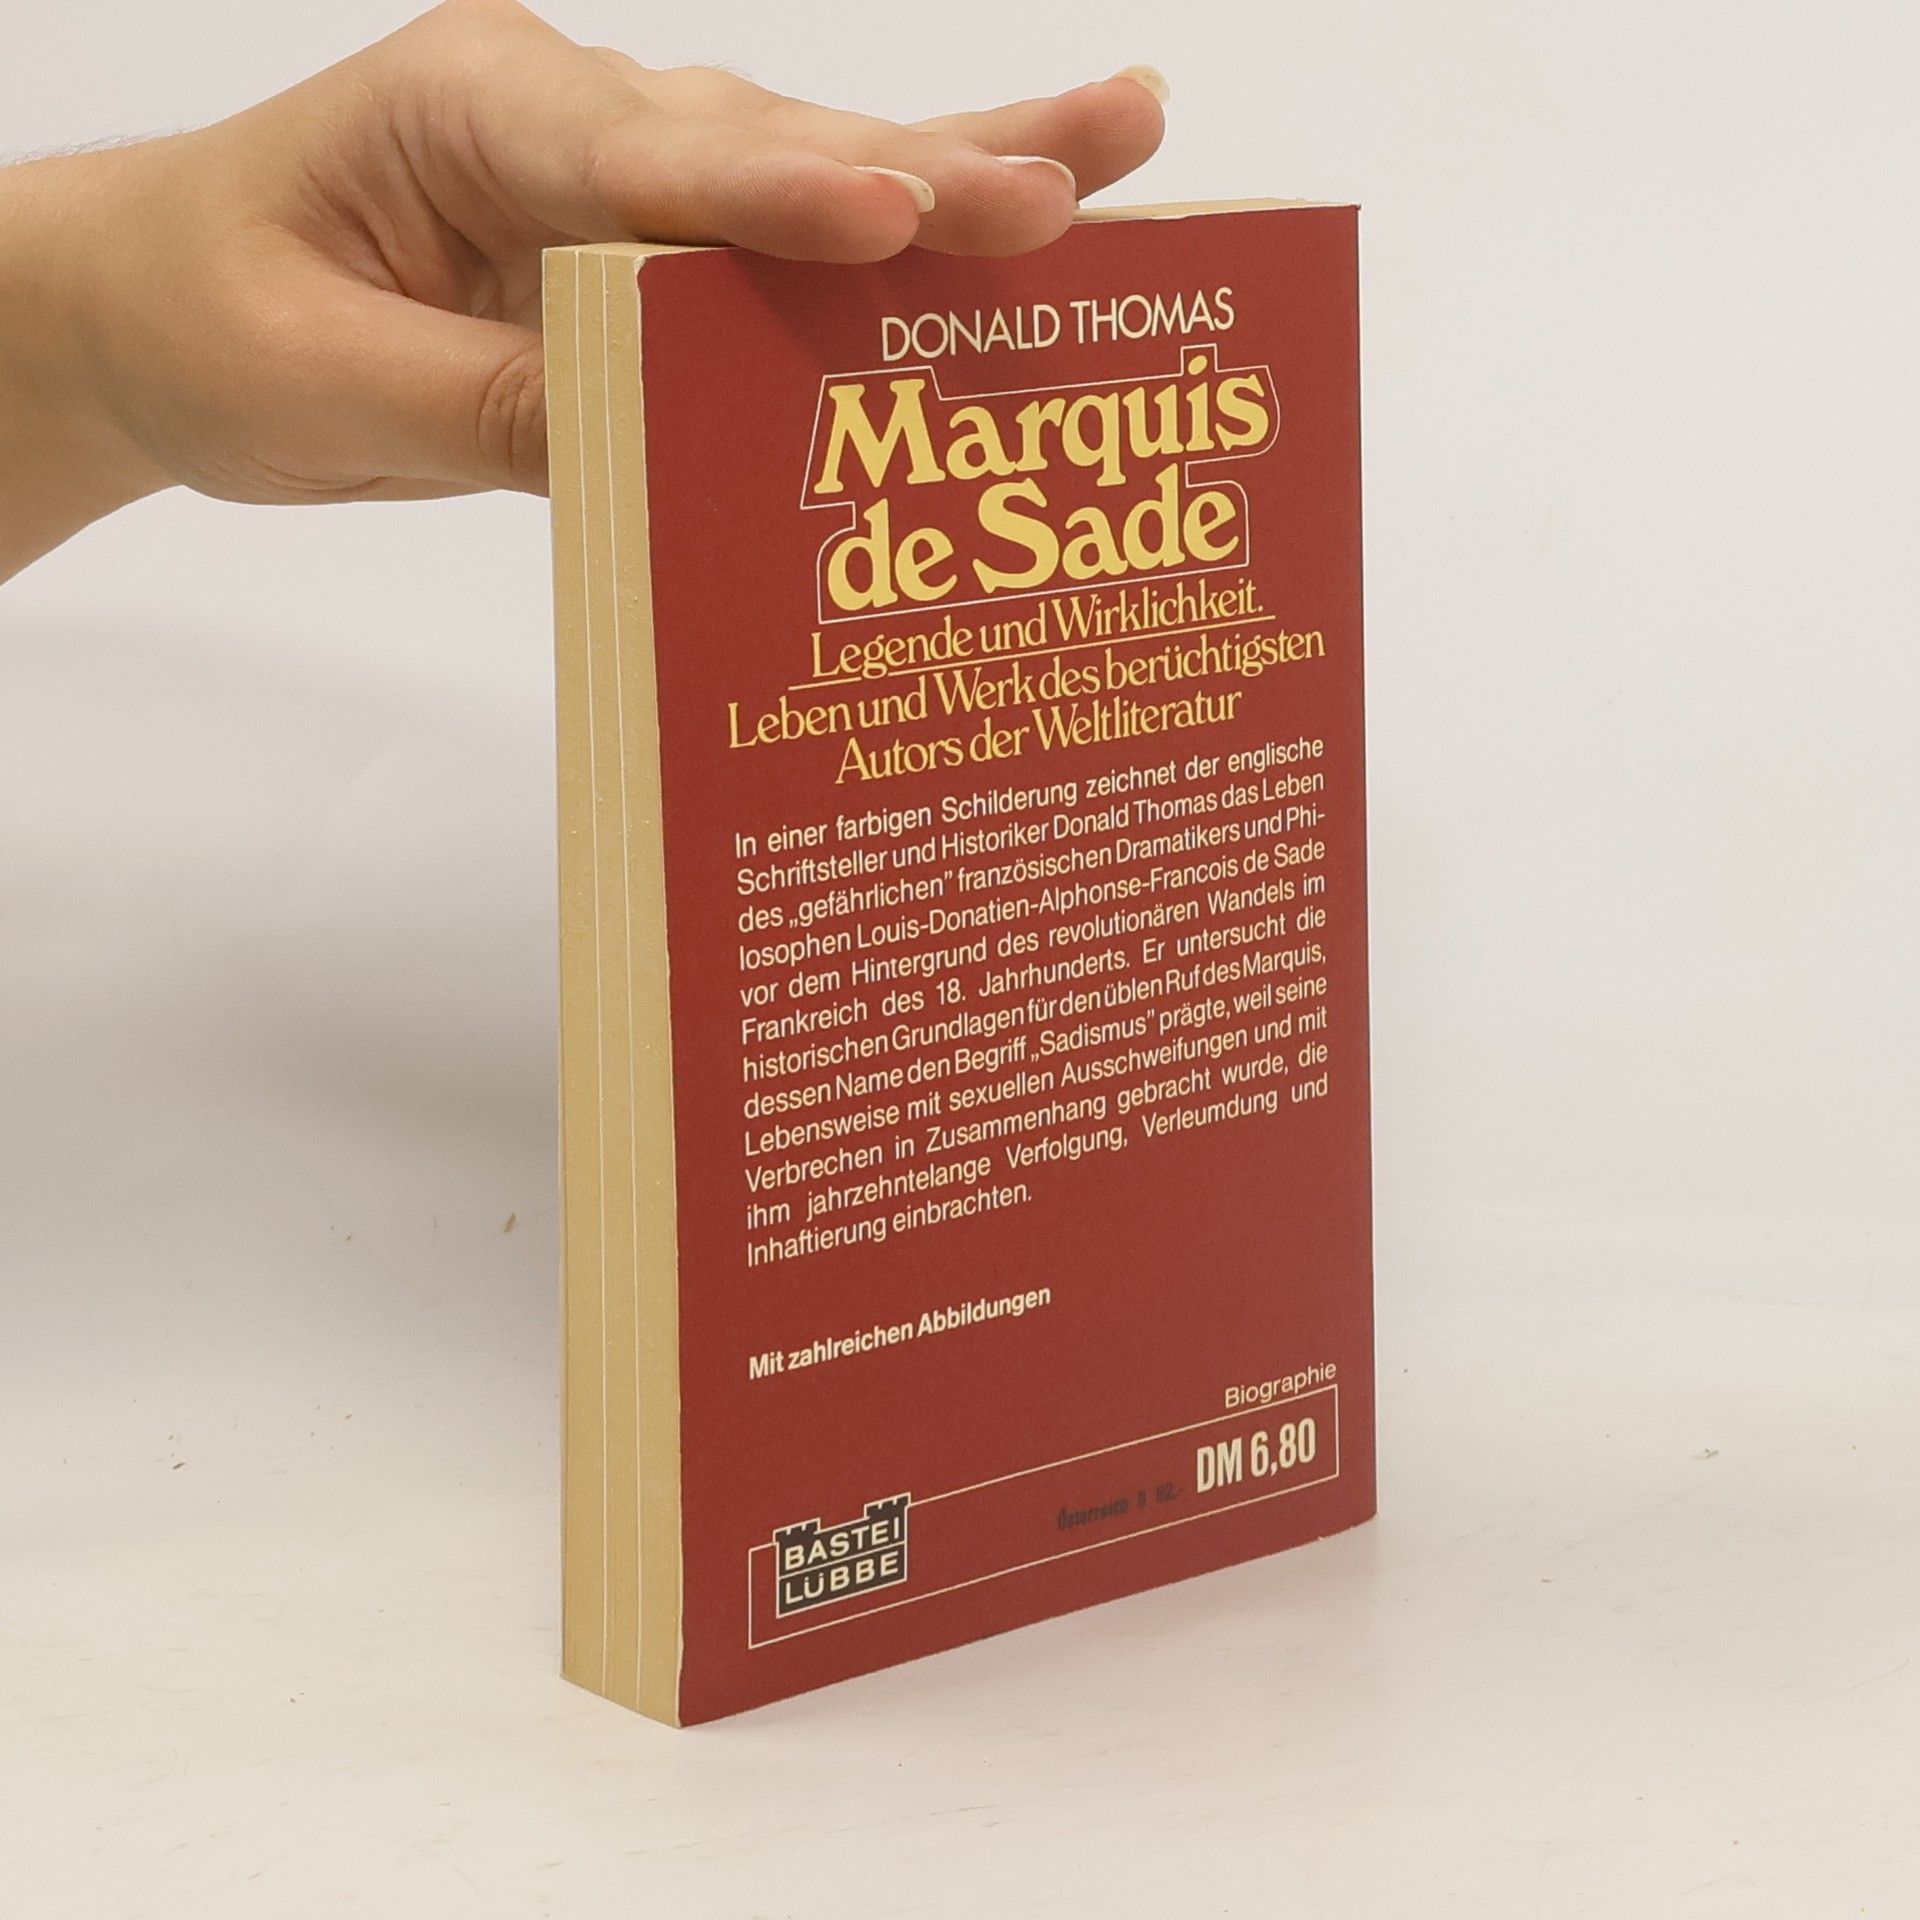 DONALD THOMAS
Marquis
de Sade
Legende und Wirklichkeit.
Leben und Werk des berüchtigsten
Autors der Weltliteratur
In einer farbigen Schilderung zeichnet der englische
Schriftsteller und Historiker Donald Thomas das Leben
des „gefährlichen” französischen Dramatikers und Phi-
losophen Louis-Donatien-Alphonse-Francois de Sade
vor dem Hintergrund des revolutionären Wandels im
Frankreich des 18. Jahrhunderts. Er untersucht die
historischen Grundlagen für den üblen Ruf des Marquis,
dessen Name den Begriff „Sadismus” prägte, weil seine
Lebensweise mit sexuellen Ausschweifungen und mit
Verbrechen in Zusammenhang gebracht wurde, die
ihm jahrzehntelange Verfolgung, Verleumdung und
Inhaftierung einbrachten.
Mit zahlreichen Abbildungen
Biographie
DM 6,80
Österreich S 52,-
BASTEI
LÜBBE